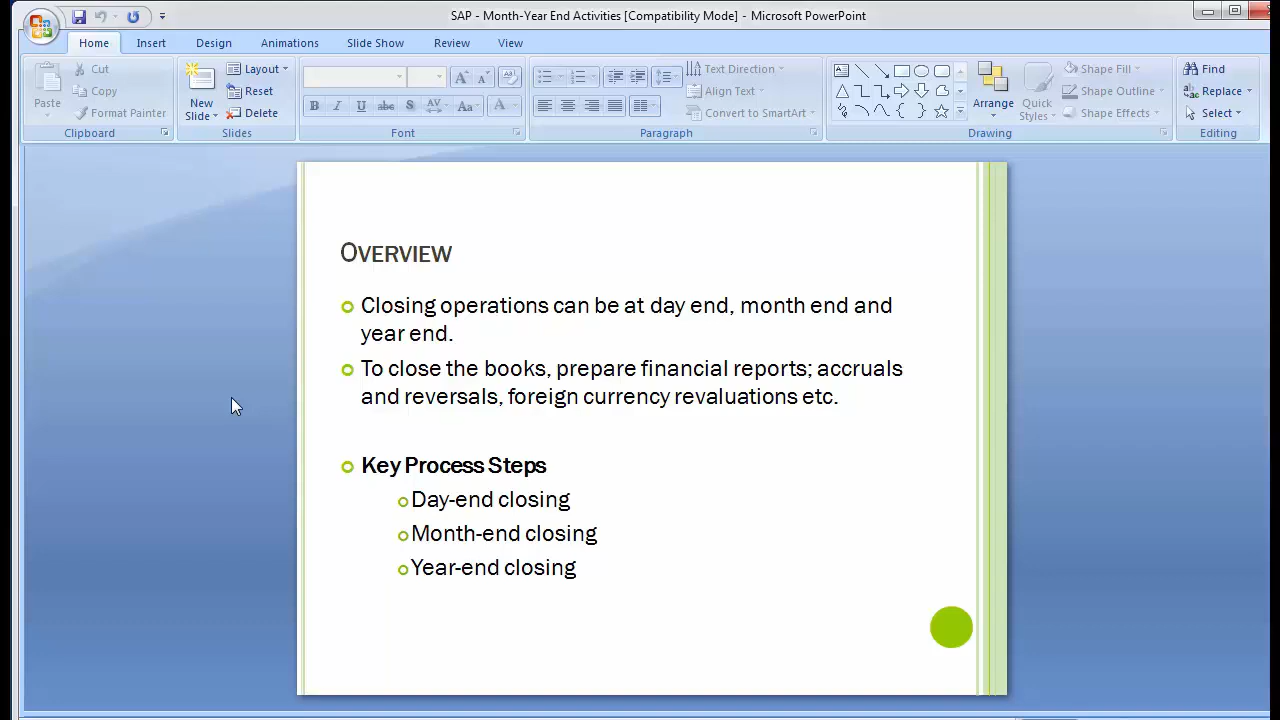 SAP - Month-Year End Activities [Compatibility Mode] - Microsoft PowerPoint
Home Insert Design Animations Slide Show Review View
Paste Cut Copy Format Painter
Clipboard
New Slide Layout Reset Delete
Slides
B I U abc S AV Aa A
Font
Text Direction Align Text Convert to SmartArt
Paragraph
Arrange Quick Styles Shape Fill Shape Outline Shape Effects
Drawing
Find Replace Select
Editing
OVERVIEW
Closing operations can be at day end, month end and
year end.
To close the books, prepare financial reports; accruals
and reversals, foreign currency revaluations etc.
Key Process Steps
Day-end closing
Month-end closing
Year-end closing